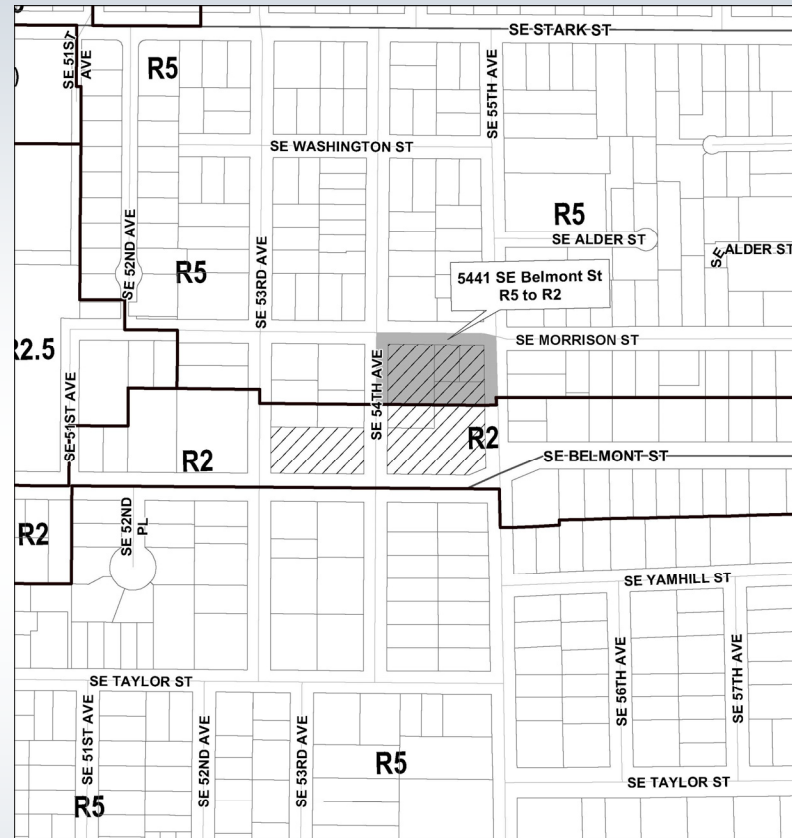 SE STARK ST
SE 51ST
AVE
R5
SE 55TH AVE
SE WASHINGTON ST
R5
SE 52ND AVE
SE 53RD AVE
SE ALDER ST
SE
ALDER ST
R5
5441 SE Belmont St
R5 to R2
SE MORRISON ST
R2.5
SE 54TH AVE
SE 51ST AVE
R2
R2
SE BELMONT ST
R2
SE 52ND
PL
SE YAMHILL ST
SE 56TH AVE
SE 57TH AVE
SE TAYLOR ST
SE 51ST AVE
SE 52ND AVE
SE 53RD AVE
R5
SE TAYLOR ST
R5